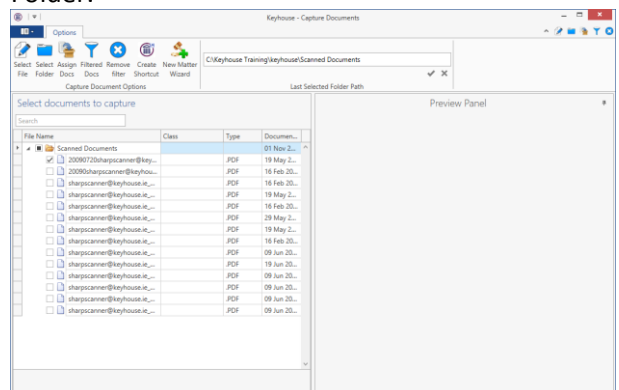 Folder.
Keyhouse - Capture Documents
Options
Select File
Select Folder
Assign Docs
Filtered Docs
Remove filter
Create Shortcut
New Matter Wizard
Capture Document Options
C:\Keyhouse Training\keyhouse\Scanned Documents
Last Selected Folder Path
Select documents to capture
Preview Panel
Search
File Name Class Type Documen...
Scanned Documents 01 Nov 2...
20090720sharpscanner@key... .PDF 19 May 2...
20090sharpscanner@keyhou... .PDF 16 Feb 20...
sharpscanner@keyhouse.ie_... .PDF 16 Feb 20...
sharpscanner@keyhouse.ie_... .PDF 19 May 2...
sharpscanner@keyhouse.ie_... .PDF 16 Feb 20...
sharpscanner@keyhouse.ie_... .PDF 29 May 2...
sharpscanner@keyhouse.ie_... .PDF 19 May 2...
sharpscanner@keyhouse.ie_... .PDF 16 Feb 20...
sharpscanner@keyhouse.ie_... .PDF 09 Jun 20...
sharpscanner@keyhouse.ie_... .PDF 19 Jun 20...
sharpscanner@keyhouse.ie_... .PDF 09 Jun 20...
sharpscanner@keyhouse.ie_... .PDF 09 Jun 20...
sharpscanner@keyhouse.ie_... .PDF 09 Jun 20...
sharpscanner@keyhouse.ie_... .PDF 09 Jun 20...